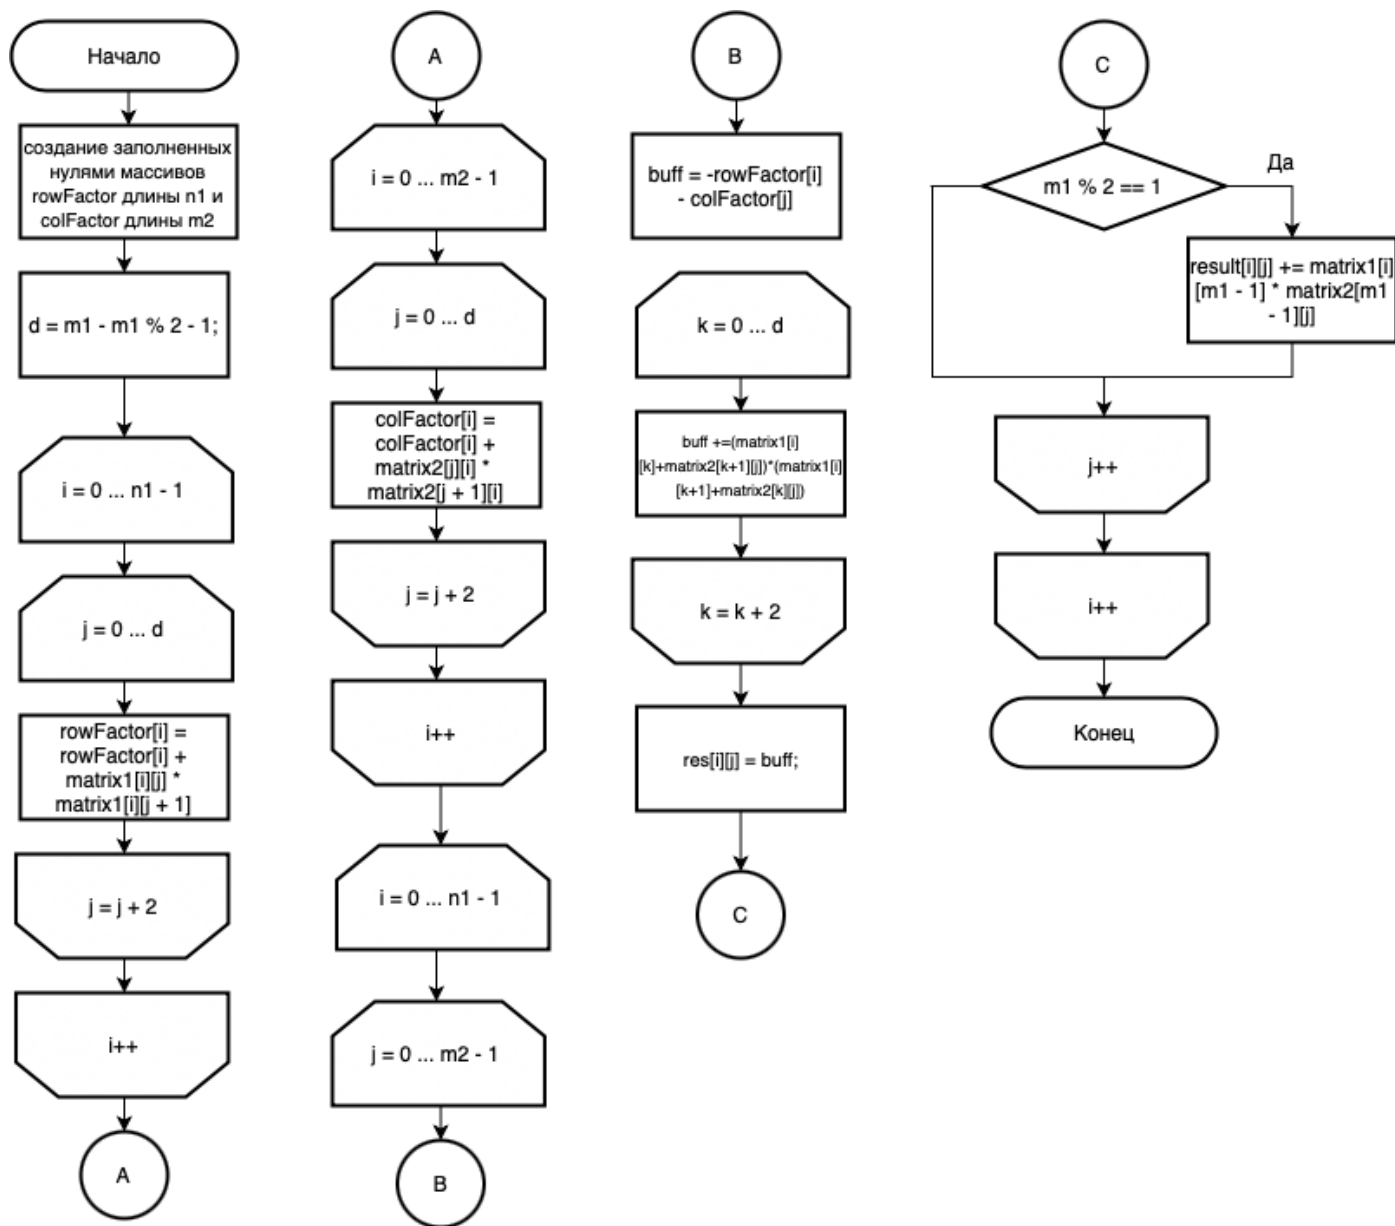 Начало
создание заполненных
нулями массивов
rowFactor длины n1 и
colFactor длины m2
d = m1 - m1 % 2 - 1;
i = 0 ... n1 - 1
j = 0 ... d
rowFactor[i] =
rowFactor[i] +
matrix1[i][j] *
matrix1[i][j + 1]
j = j + 2
i++
A
A
i = 0 ... m2 - 1
j = 0 ... d
colFactor[i] =
colFactor[i] +
matrix2[j][i] *
matrix2[j + 1][i]
j = j + 2
i++
i = 0 ... n1 - 1
j = 0 ... m2 - 1
B
B
buff = -rowFactor[i]
- colFactor[j]
k = 0 ... d
buff +=(matrix1[i]
[k]+matrix2[k+1][j])*(matrix1[i]
[k+1]+matrix2[k][j])
k = k + 2
res[i][j] = buff;
C
C
m1 % 2 == 1
Да
result[i][j] += matrix1[i]
[m1 - 1] * matrix2[m1
- 1][j]
j++
i++
Конец